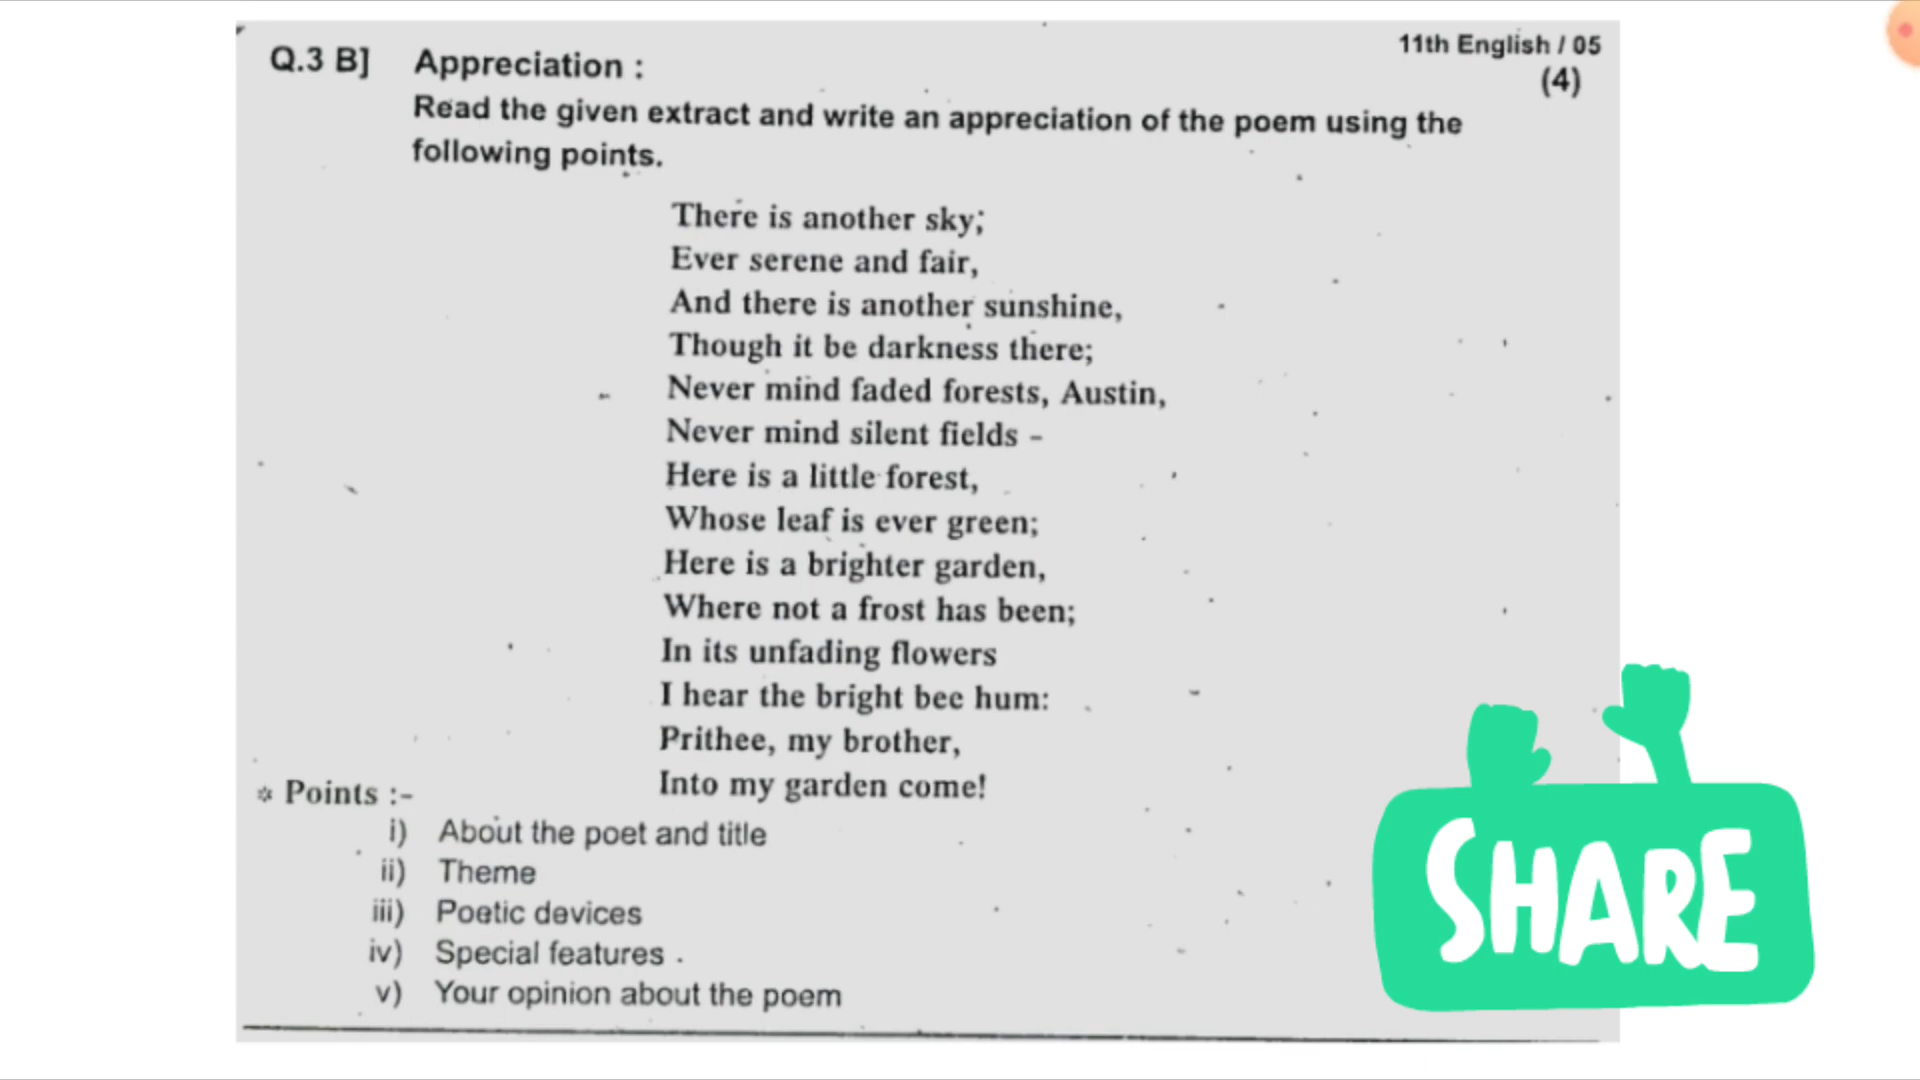 11th English / 05
Q.3 B] Appreciation :
(4)
Read the given extract and write an appreciation of the poem using the
following points.
There is another sky;
Ever serene and fair,
And there is another sunshine,
Though it be darkness there;
Never mind faded forests, Austin,
Never mind silent fields -
Here is a little forest,
Whose leaf is ever green;
Here is a brighter garden,
Where not a frost has been;
In its unfading flowers
I hear the bright bee hum:
Prithee, my brother,
Into my garden come!
* Points :-
i) About the poet and title
ii) Theme
iii) Poetic devices
iv) Special features .
v) Your opinion about the poem
SHARE